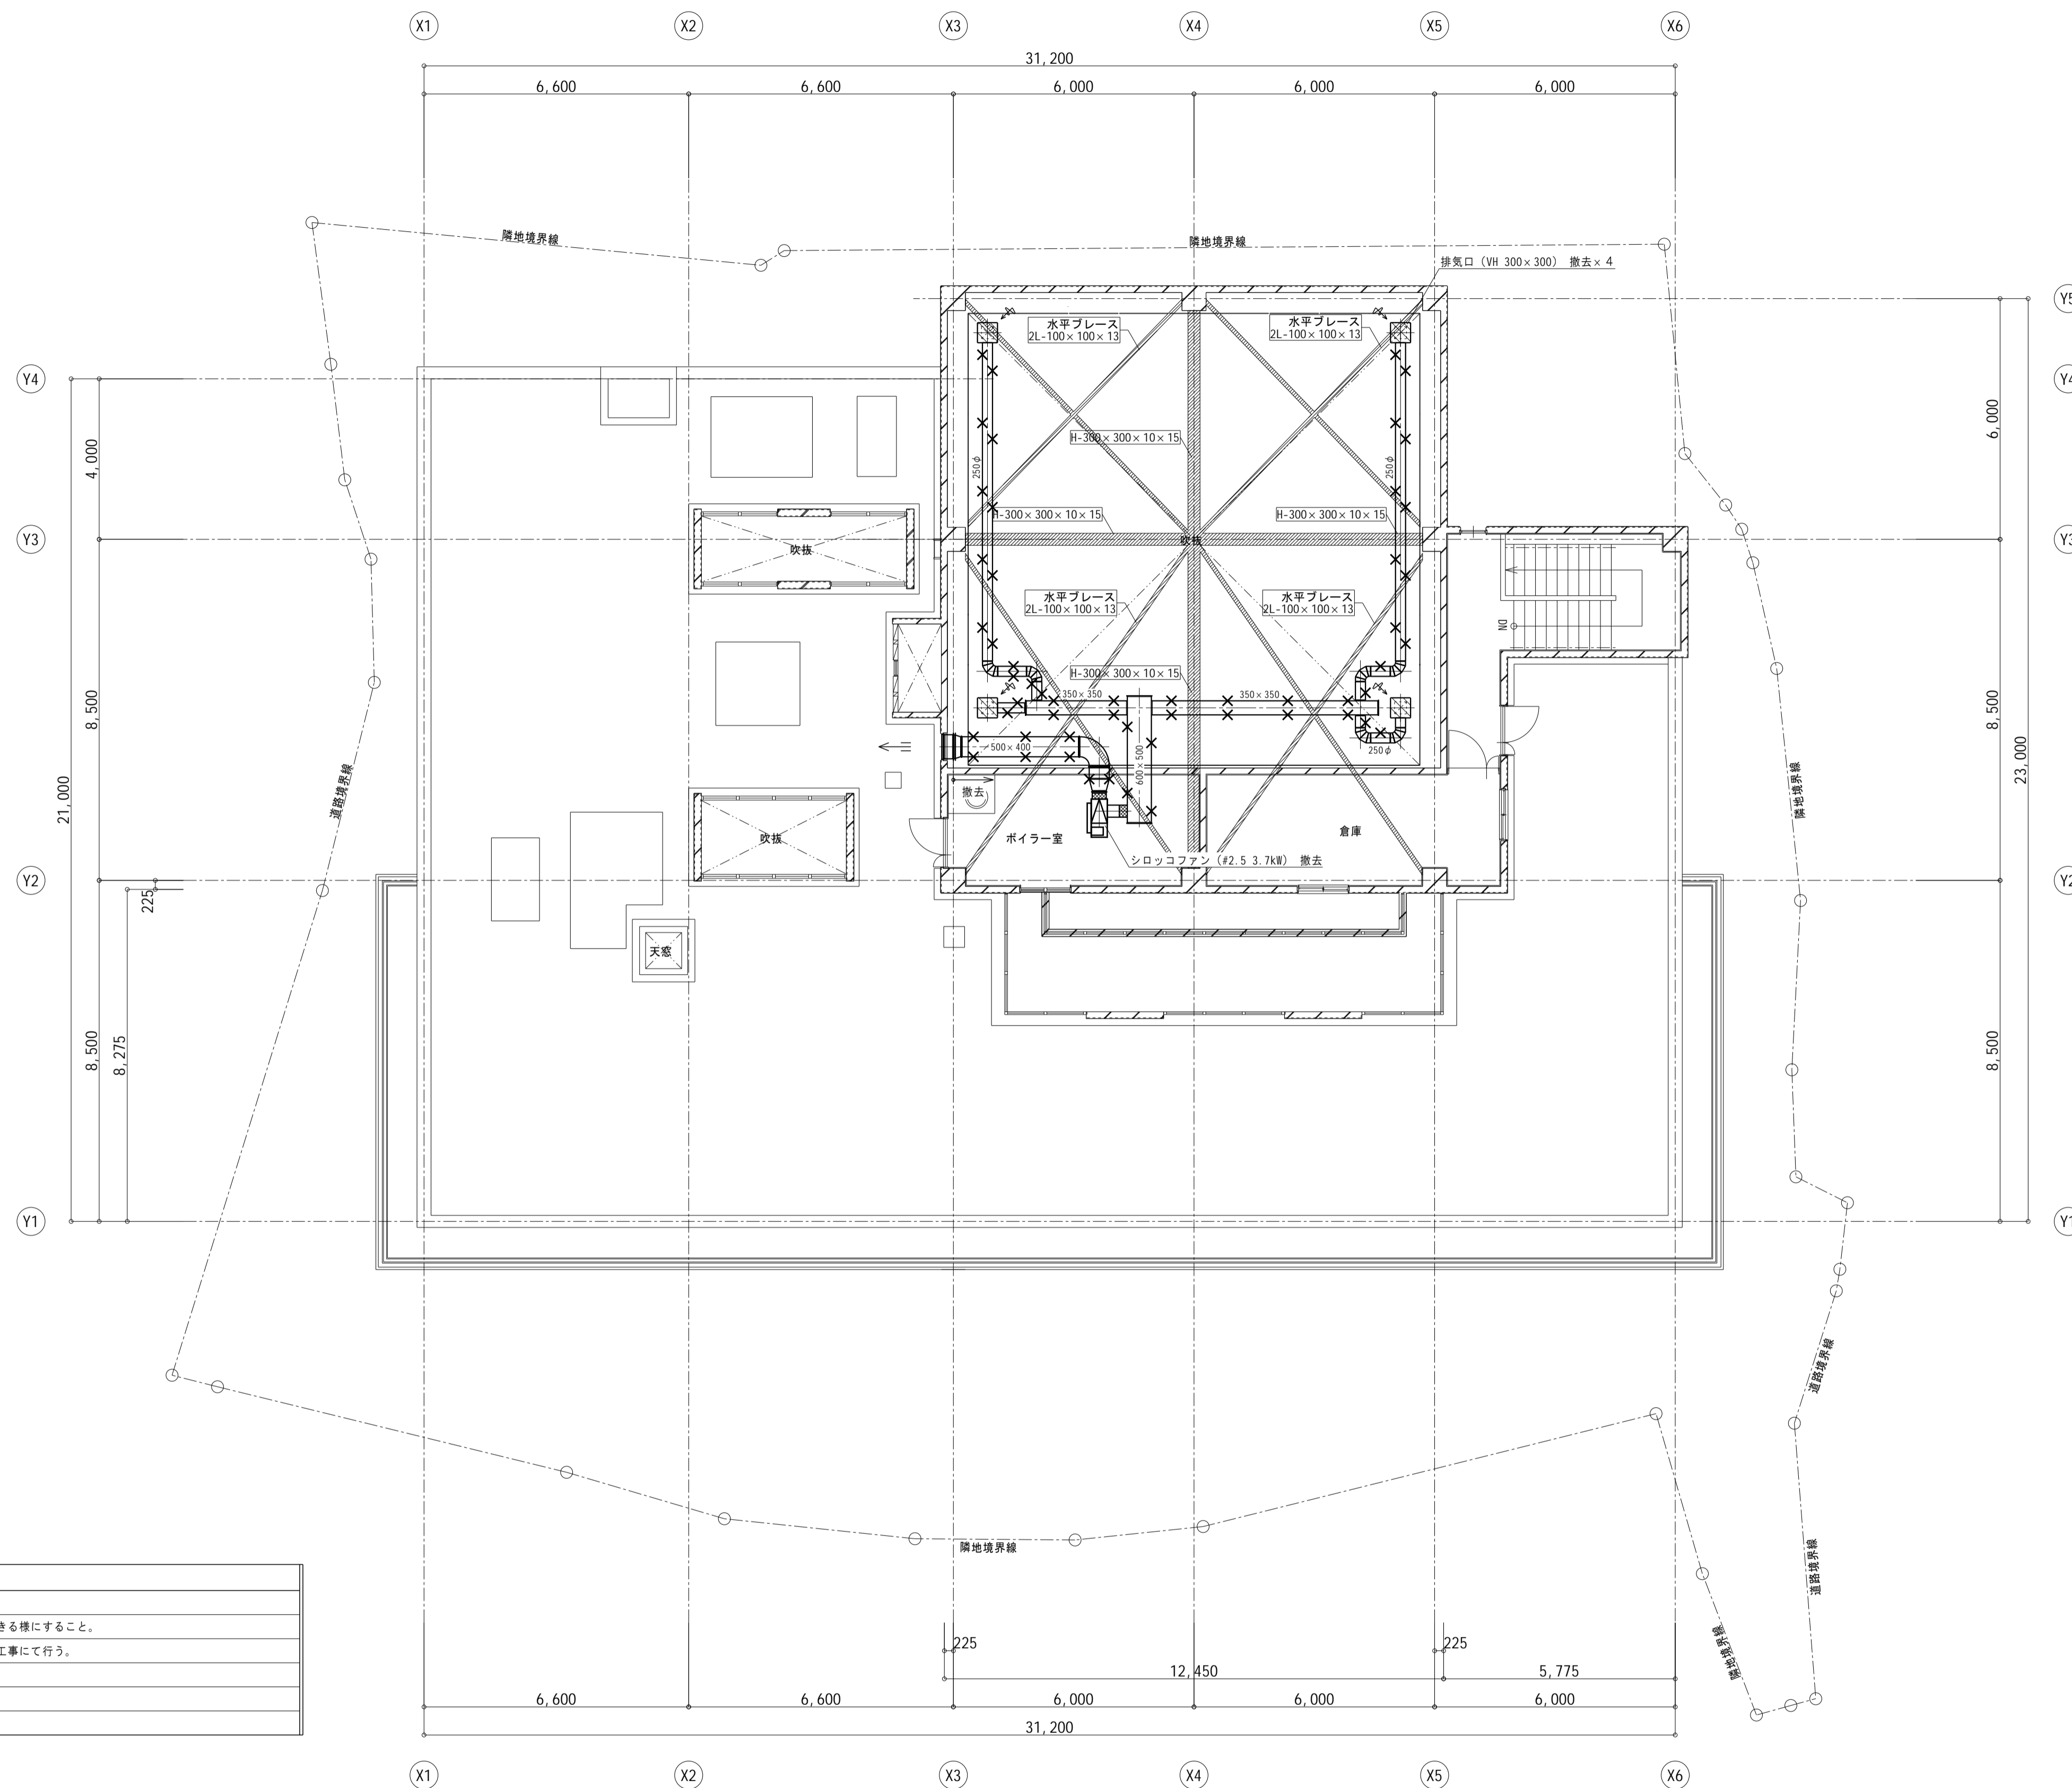 X1 X2 X3 X4 X5 X6
31,200
6,600 6,600 6,000 6,000 6,000
隣地境界線
隣地境界線
排気口（VH 300×300） 撤去×4
Y5
水平ブレース
2L-100×100×13
水平ブレース
2L-100×100×13
Y4
Y4
4,000
6,000
H-300×300×10×15
250φ
250φ
H-300×300×10×15
H-300×300×10×15
Y3
吹抜
吹抜
Y3
水平ブレース
2L-100×100×13
水平ブレース
2L-100×100×13
DN
H-300×300×10×15
350×350
350×350
8,500
8,500
500×400
250φ
600×500
21,000
道路境界線
隣地境界線
23,000
撤去
吹抜
ボイラー室
倉庫
シロッコファン（#2.5 3.7kW） 撤去
Y2
Y2
225
天窓
8,500
8,275
8,500
Y1
Y1
道路境界線
隣地境界線
道路境界線
隣地境界線
きる様にすること。
工事にて行う。
225
225
12,450
5,775
6,600 6,600 6,000 6,000 6,000
31,200
X1 X2 X3 X4 X5 X6